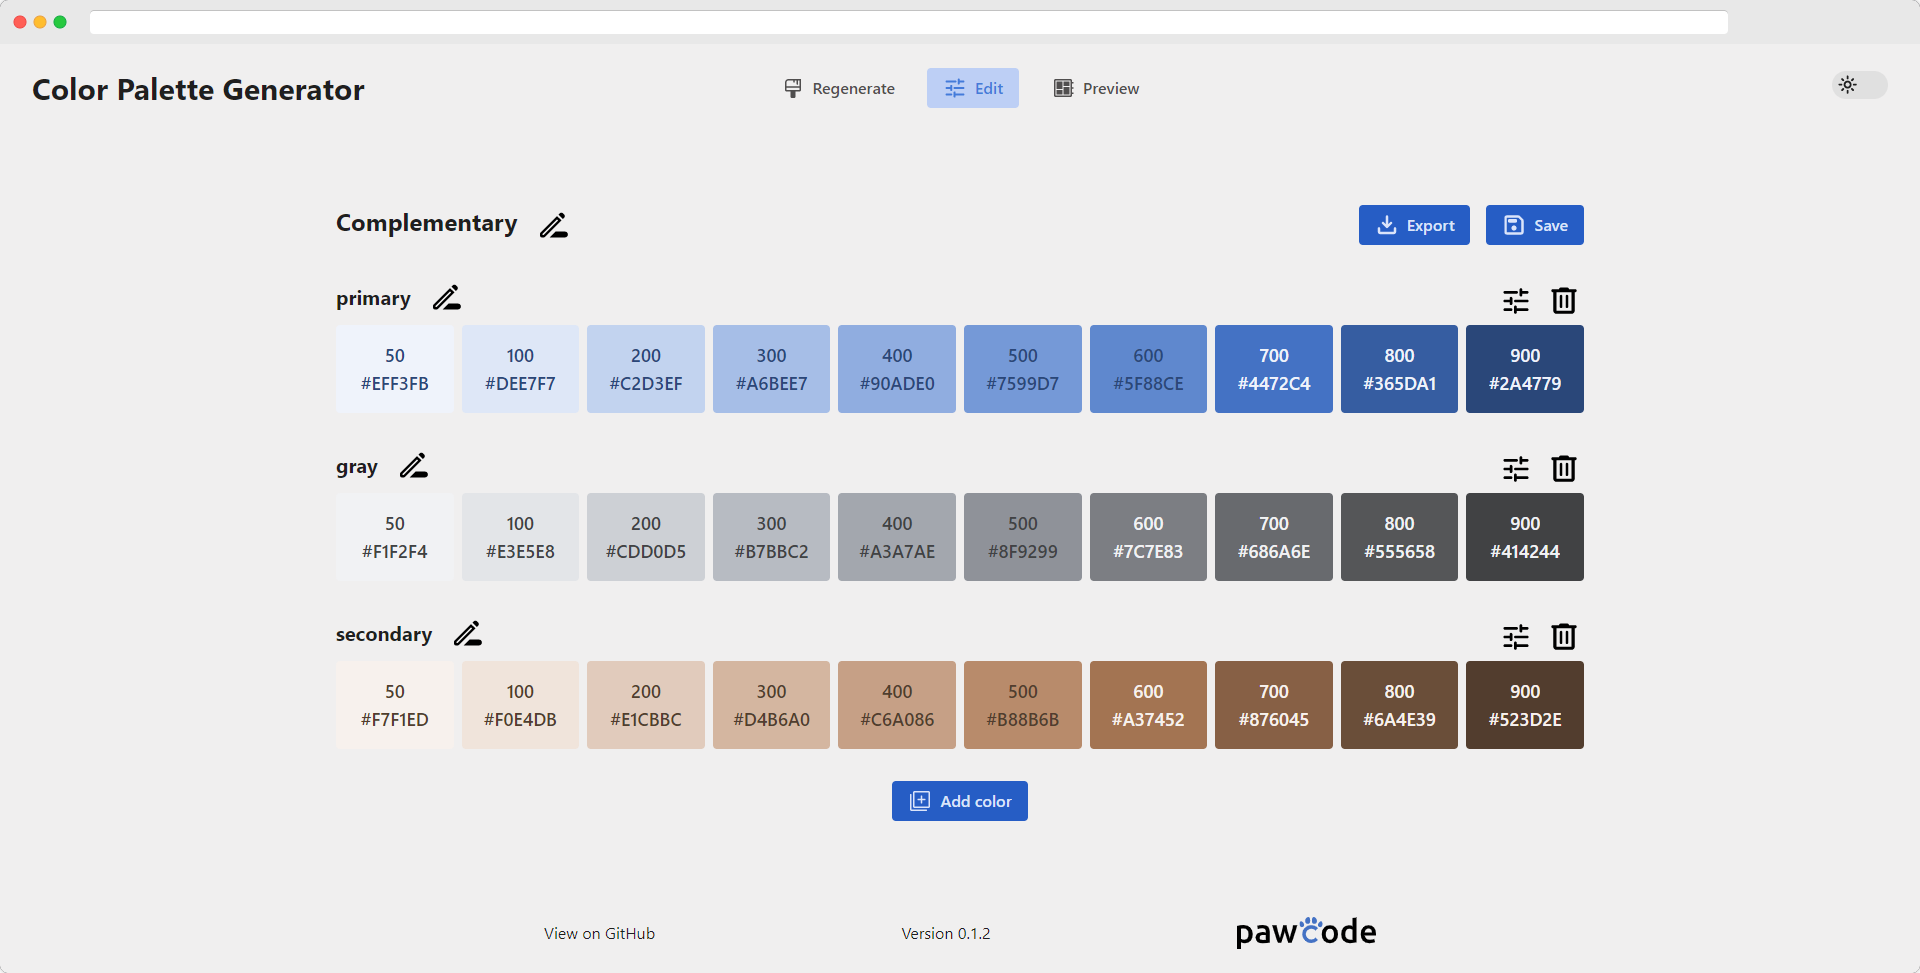 Color Palette Generator
Regenerate
Edit
Preview
Complementary
Export
Save
primary
50 100 200 300 400 500 600 700 800 900
#EFF3FB #DEE7F7 #C2D3EF #A6BEE7 #90ADE0 #7599D7 #5F88CE #4472C4 #365DA1 #2A4779
gray
50 100 200 300 400 500 600 700 800 900
#F1F2F4 #E3E5E8 #CDD0D5 #B7BBC2 #A3A7AE #8F9299 #7C7E83 #686A6E #555658 #414244
secondary
50 100 200 300 400 500 600 700 800 900
#F7F1ED #F0E4DB #E1CBBC #D4B6A0 #C6A086 #B88B6B #A37452 #876045 #6A4E39 #523D2E
Add color
View on GitHub
Version 0.1.2
pawcode